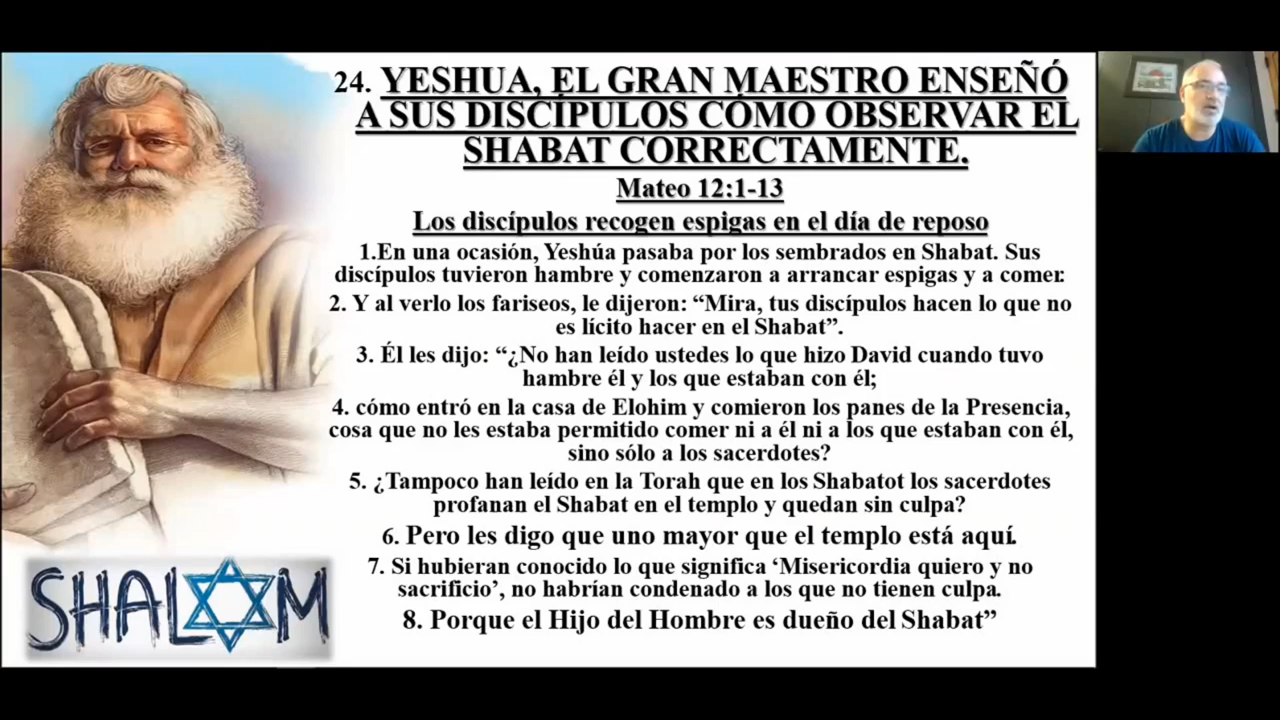 24. YESHUA, EL GRAN MAESTRO ENSEÑÓ
A SUS DISCÍPULOS CÓMO OBSERVAR EL
SHABAT CORRECTAMENTE.
Mateo 12:1-13
Los discípulos recogen espigas en el día de reposo
1.En una ocasión, Yeshúa pasaba por los sembrados en Shabat. Sus
discípulos tuvieron hambre y comenzaron a arrancar espigas y a comer.
2. Y al verlo los fariseos, le dijeron: “Mira, tus discípulos hacen lo que no
es lícito hacer en el Shabat”.
3. Él les dijo: “¿No han leído ustedes lo que hizo David cuando tuvo
hambre él y los que estaban con él;
4. cómo entró en la casa de Elohim y comieron los panes de la Presencia,
cosa que no les estaba permitido comer ni a él ni a los que estaban con él,
sino sólo a los sacerdotes?
5. ¿Tampoco han leído en la Torah que en los Shabatot los sacerdotes
profanan el Shabat en el templo y quedan sin culpa?
6. Pero les digo que uno mayor que el templo está aquí.
7. Si hubieran conocido lo que significa ‘Misericordia quiero y no
sacrificio’, no habrían condenado a los que no tienen culpa.
8. Porque el Hijo del Hombre es dueño del Shabat”
SHALOM